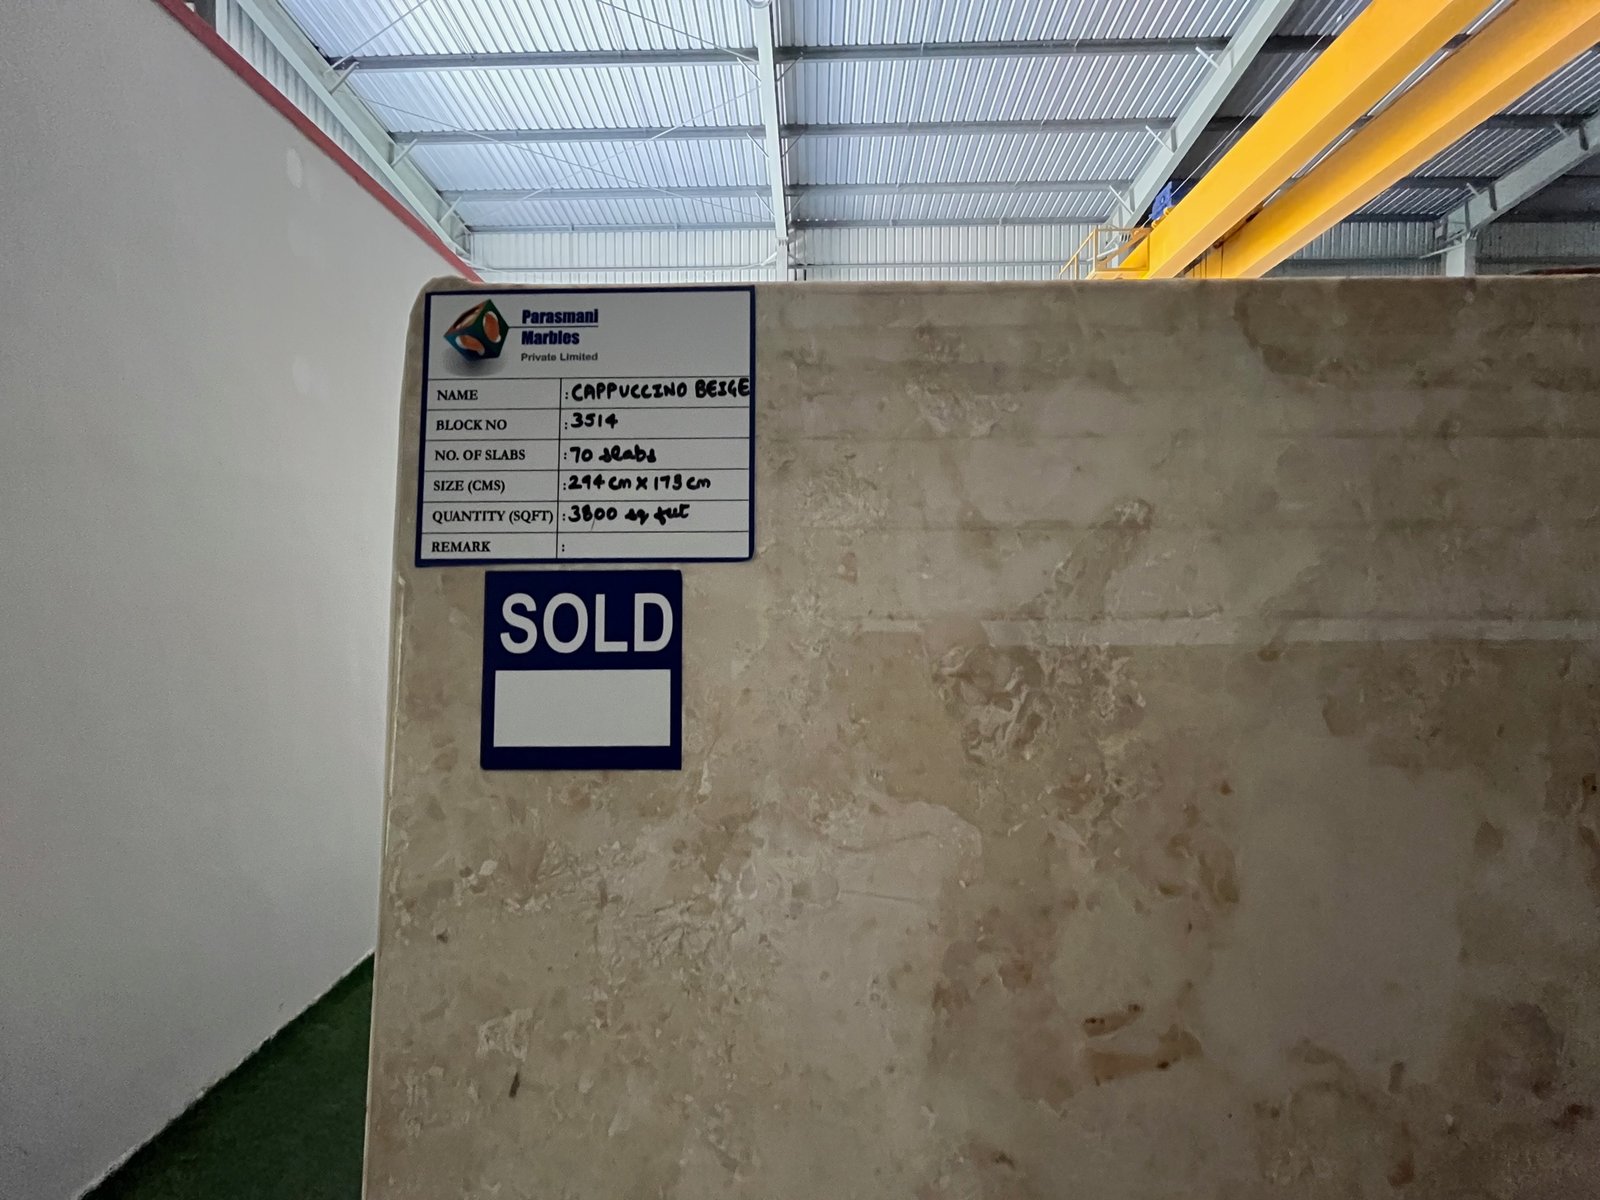 Parasmani
Marbles
Private Limited
NAME : CAPPUCCINO BEIGE
BLOCK NO : 3514
NO. OF SLABS : 70 slabs
SIZE (CMS) : 294 cm X 173 cm
QUANTITY (SQFT) : 3800 sq feet
REMARK :
SOLD